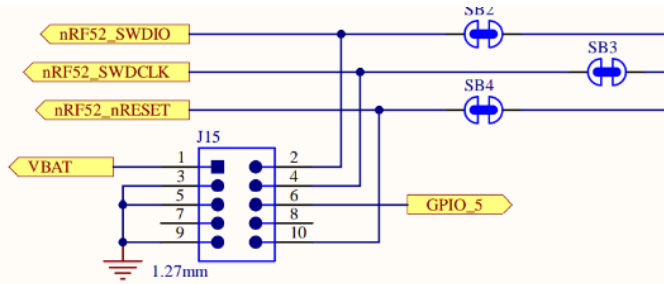 SB2
nRF52_SWDIO
SB3
nRF52_SWDCLK
SB4
nRF52_nRESET
J15
VBAT
1 2
3 4
5 6
GPIO_5
7 8
9 10
1.27mm